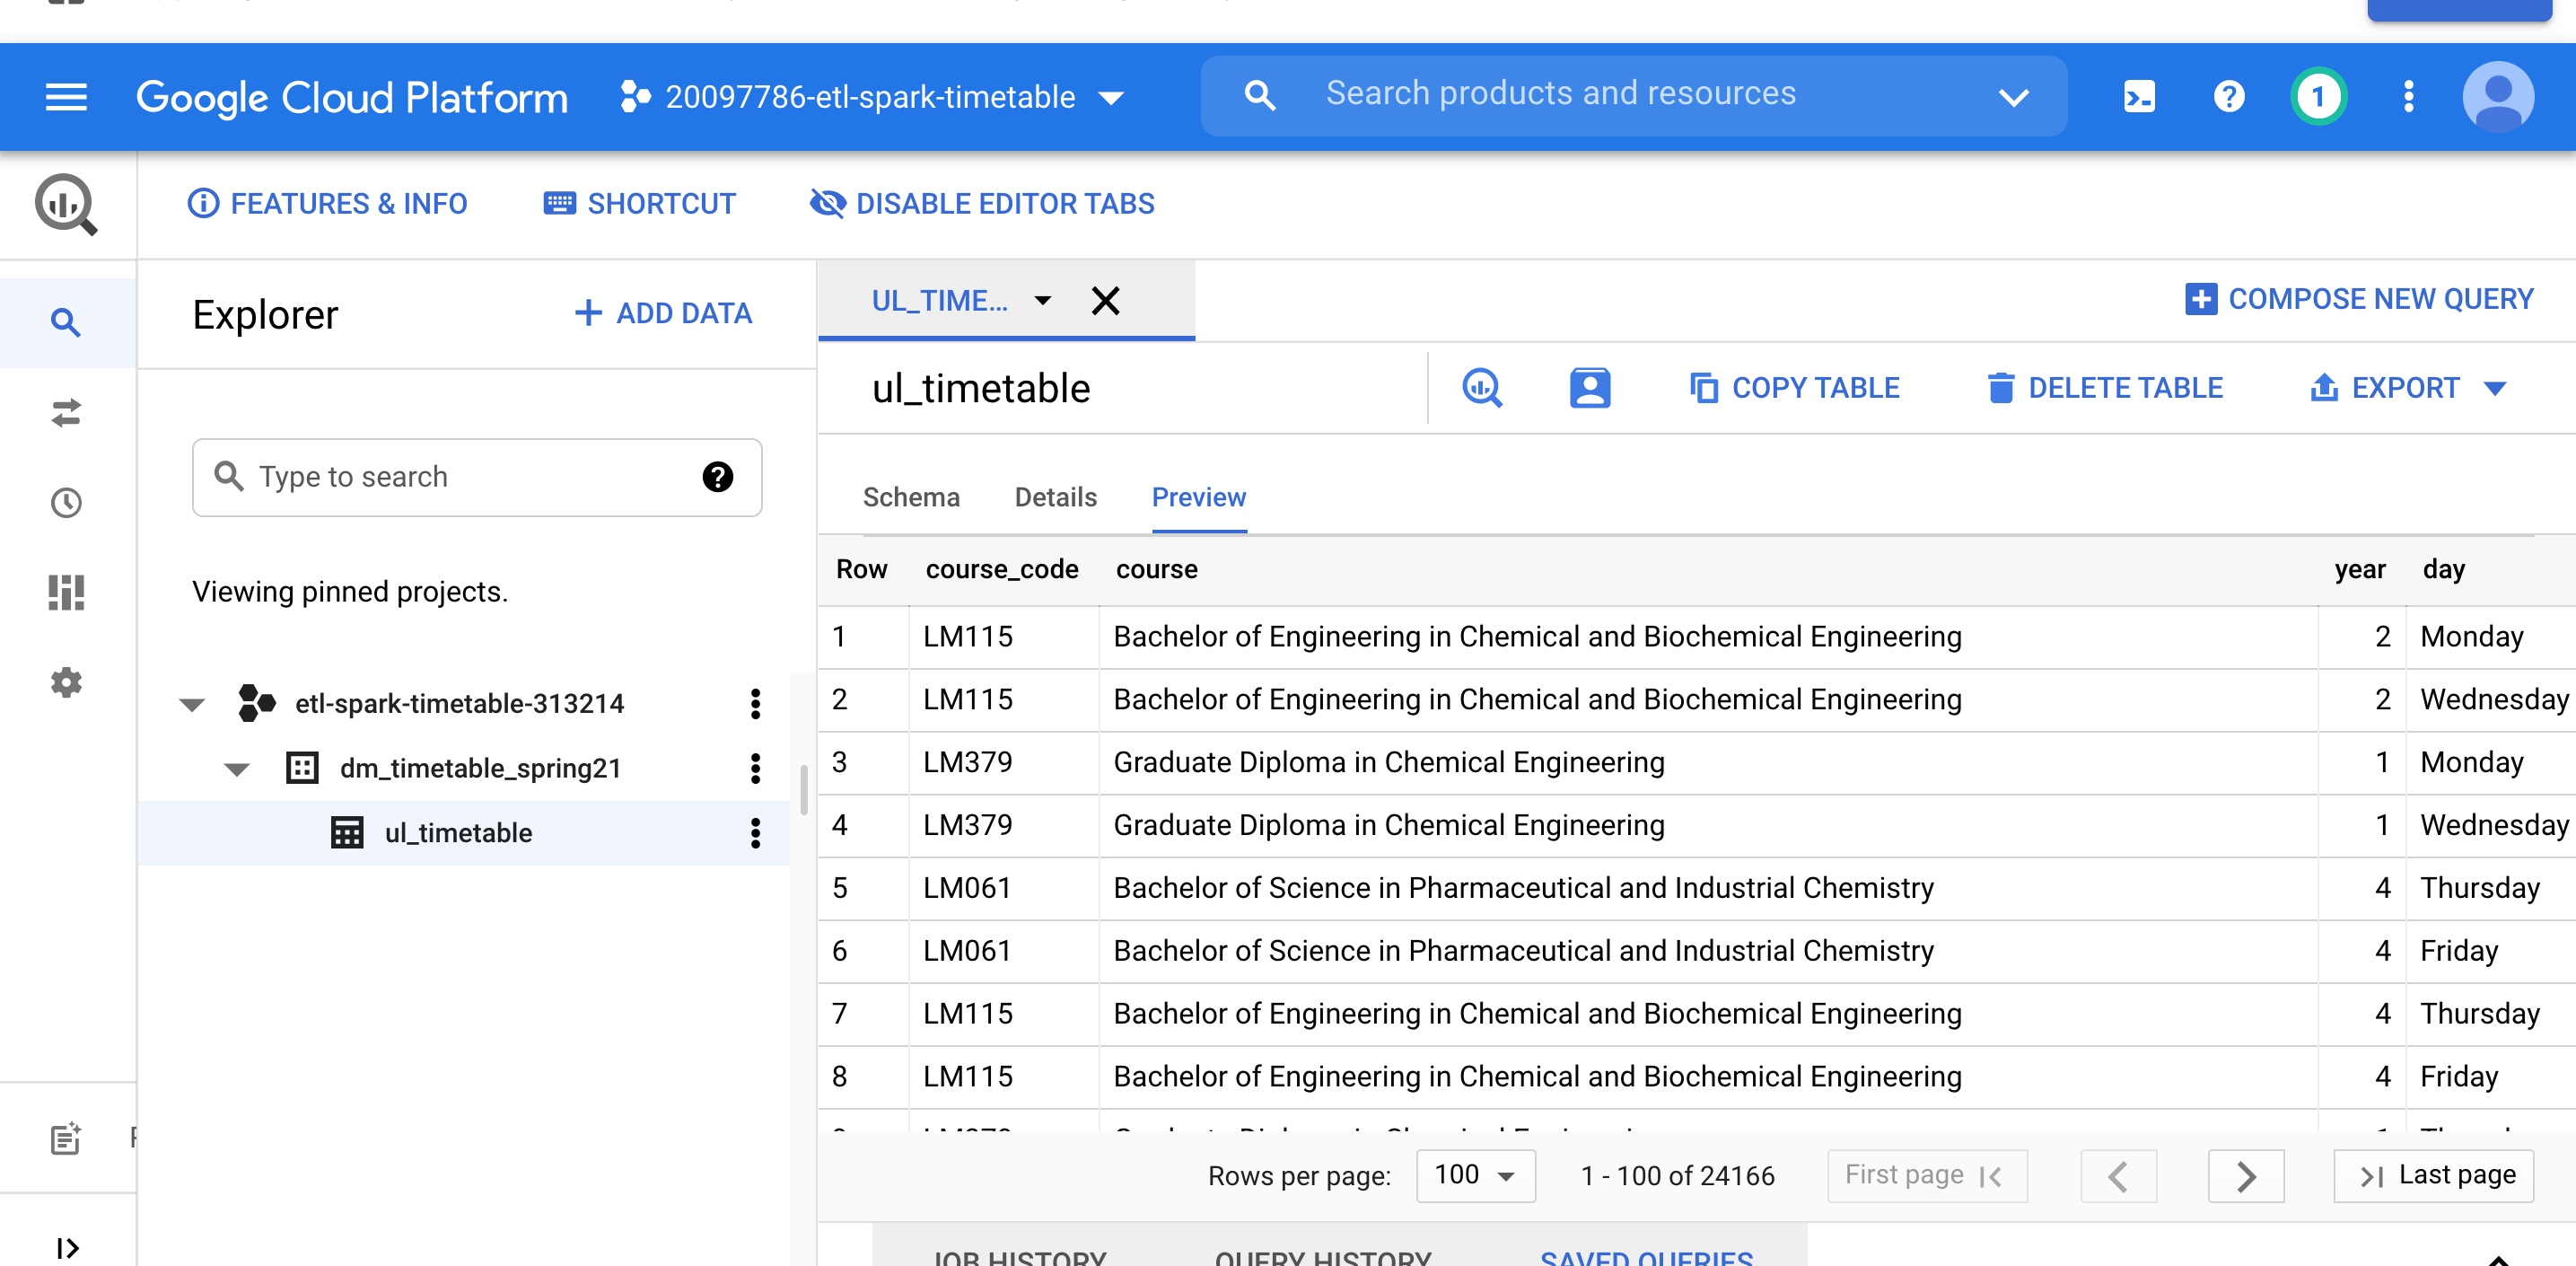 Google Cloud Platform 20097786-etl-spark-timetable Search products and resources 1
FEATURES & INFO SHORTCUT DISABLE EDITOR TABS
Explorer + ADD DATA
UL_TIME... COMPOSE NEW QUERY
ul_timetable COPY TABLE DELETE TABLE EXPORT
Type to search
Viewing pinned projects.
etl-spark-timetable-313214
dm_timetable_spring21
ul_timetable
Schema Details Preview
Row course_code course year day
1 LM115 Bachelor of Engineering in Chemical and Biochemical Engineering 2 Monday
2 LM115 Bachelor of Engineering in Chemical and Biochemical Engineering 2 Wednesday
3 LM379 Graduate Diploma in Chemical Engineering 1 Monday
4 LM379 Graduate Diploma in Chemical Engineering 1 Wednesday
5 LM061 Bachelor of Science in Pharmaceutical and Industrial Chemistry 4 Thursday
6 LM061 Bachelor of Science in Pharmaceutical and Industrial Chemistry 4 Friday
7 LM115 Bachelor of Engineering in Chemical and Biochemical Engineering 4 Thursday
8 LM115 Bachelor of Engineering in Chemical and Biochemical Engineering 4 Friday
Rows per page: 100 1 - 100 of 24166 First page Last page
JOB HISTORY QUERY HISTORY SAVED QUERIES